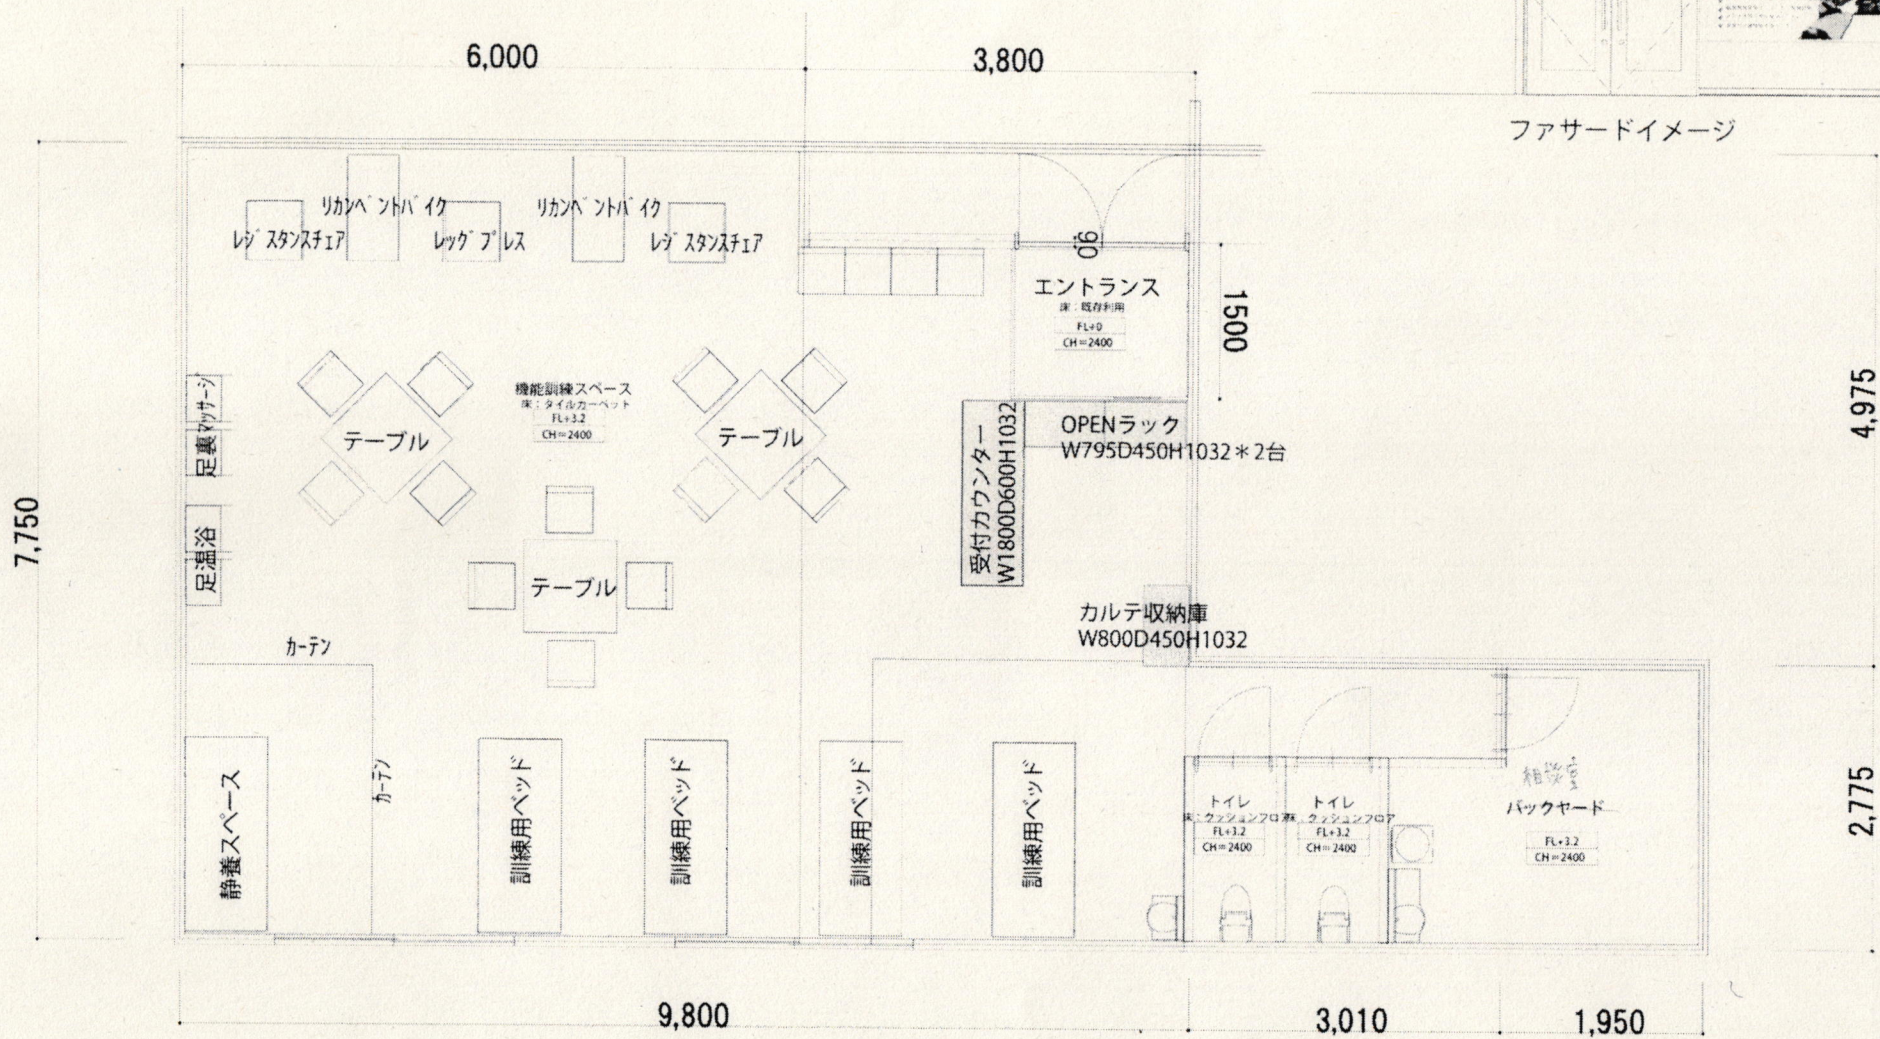 6,000
3,800
ファサードイメージ
リカンベントバイク
リカンベントバイク
レジスタンスチェア
レッグプレス
レジスタンスチェア
90
エントランス
床：既存利用
FL+0
CH=2400
1500
機能訓練スペース
床：タイルカーペット
FL+3.2
CH=2400
テーブル
テーブル
テーブル
足裏マッサージ
足温浴
受付カウンター
W1800D600H1032
OPENラック
W795D450H1032＊2台
カルテ収納庫
W800D450H1032
7,750
4,975
2,775
カーテン
カーテン
静養スペース
訓練用ベッド
訓練用ベッド
訓練用ベッド
訓練用ベッド
トイレ
床：クッションフロア
FL+3.2
CH=2400
トイレ
床：クッションフロア
FL+3.2
CH=2400
相談室
バックヤード
FL+3.2
CH=2400
9,800
3,010
1,950